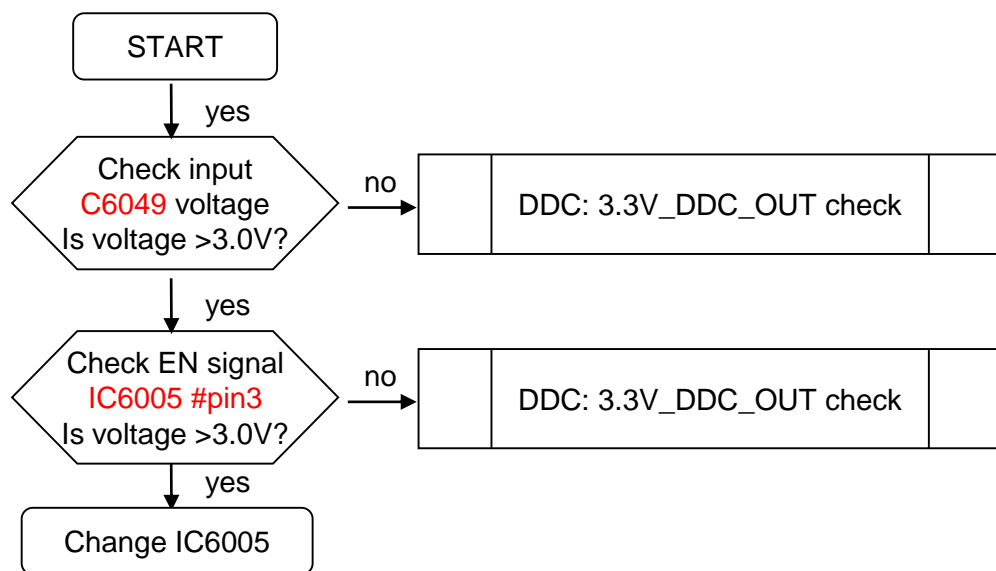 START
yes
Check input
C6049 voltage
Is voltage >3.0V?
no
DDC: 3.3V_DDC_OUT check
yes
Check EN signal
IC6005 #pin3
Is voltage >3.0V?
no
DDC: 3.3V_DDC_OUT check
yes
Change IC6005